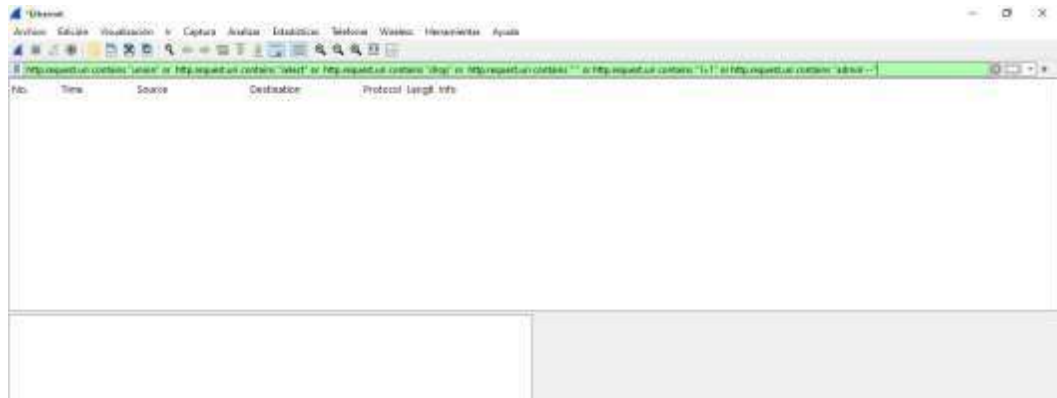 *Ethernet
Archivo Edición Visualización Ir Captura Analizar Estadísticas Telefonía Wireless Herramientas Ayuda
http.request.uri contains "union" or http.request.uri contains "select" or http.request.uri contains "drop" or http.request.uri contains "'" or http.request.uri contains "1=1" or http.request.uri contains "admin'--"
No. Time Source Destination Protocol Length Info